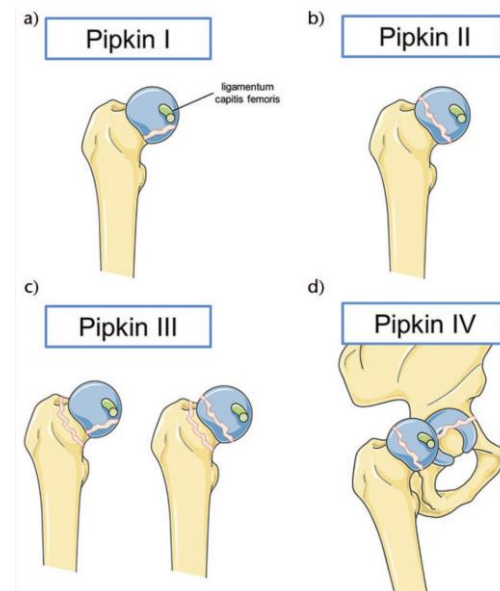 a)
Pipkin I
ligamentum
capitis femoris
b)
Pipkin II
c)
Pipkin III
d)
Pipkin IV